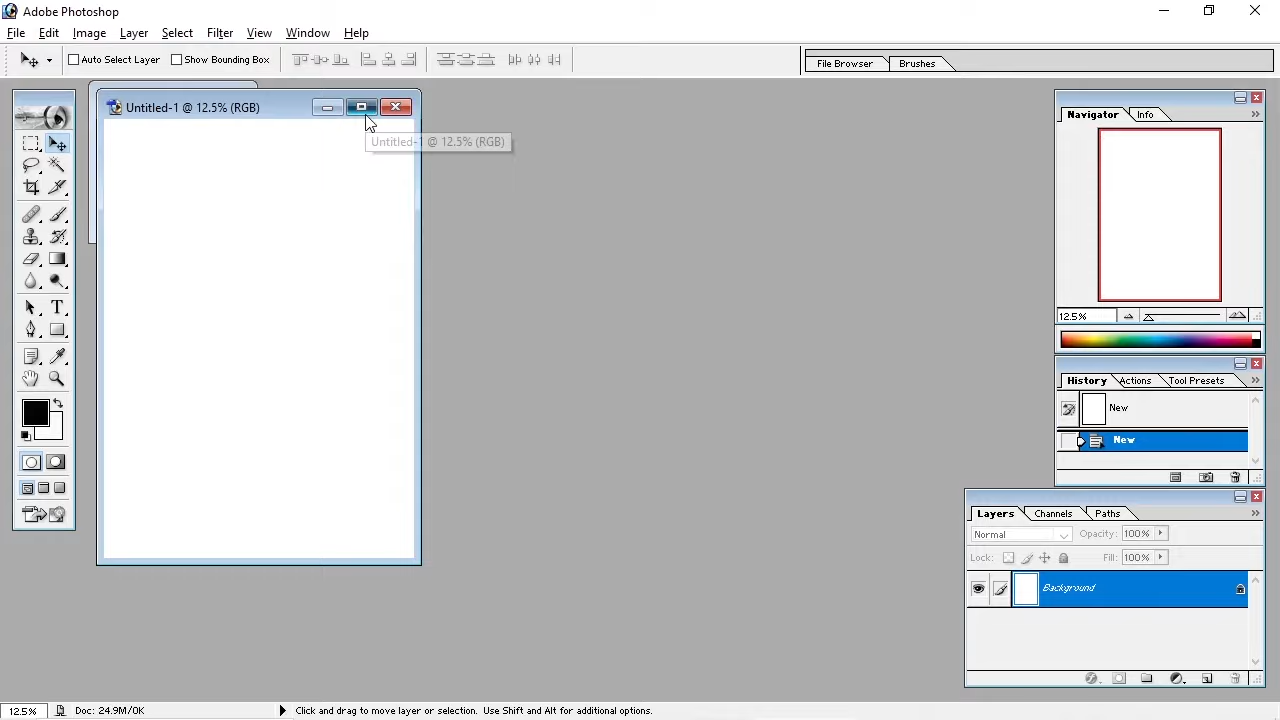 Adobe Photoshop
File Edit Image Layer Select Filter View Window Help
Auto Select Layer Show Bounding Box File Browser Brushes
Untitled-1 @ 12.5% (RGB)
Untitled-1 @ 12.5% (RGB)
Navigator Info
12.5%
History Actions Tool Presets
New
New
Layers Channels Paths
Normal Opacity: 100%
Lock: Fill: 100%
Background
12.5% Doc: 24.9M/0K Click and drag to move layer or selection. Use Shift and Alt for additional options.